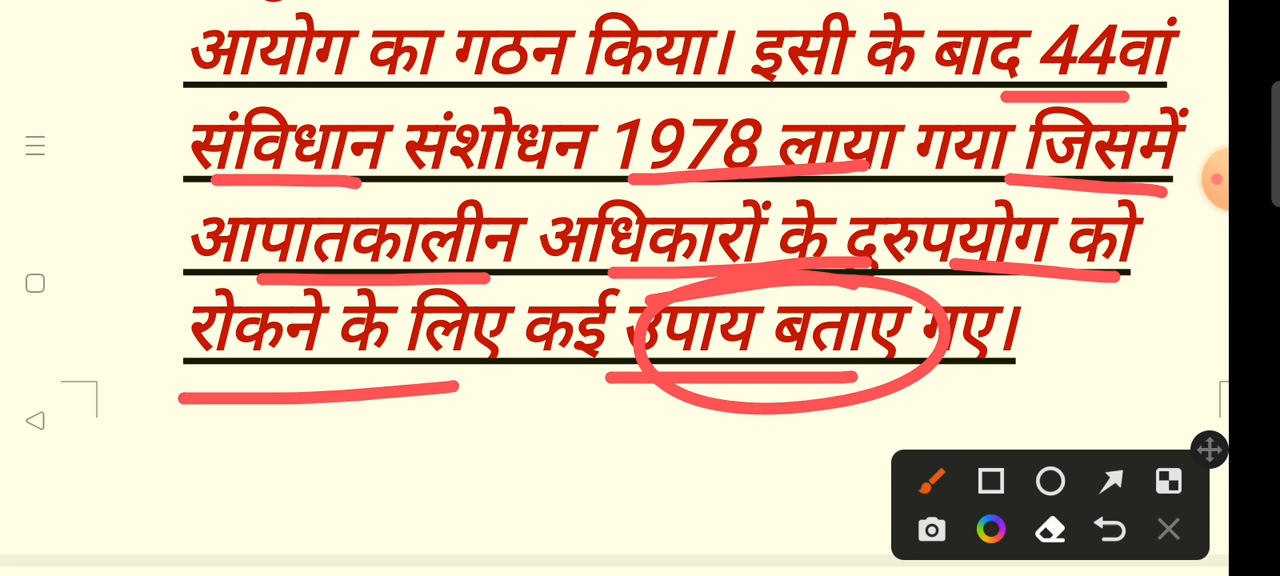 आयोग का गठन किया। इसी के बाद 44वां
संविधान संशोधन 1978 लाया गया जिसमें
आपातकालीन अधिकारों के दुरुपयोग को
रोकने के लिए कई उपाय बताए गए।